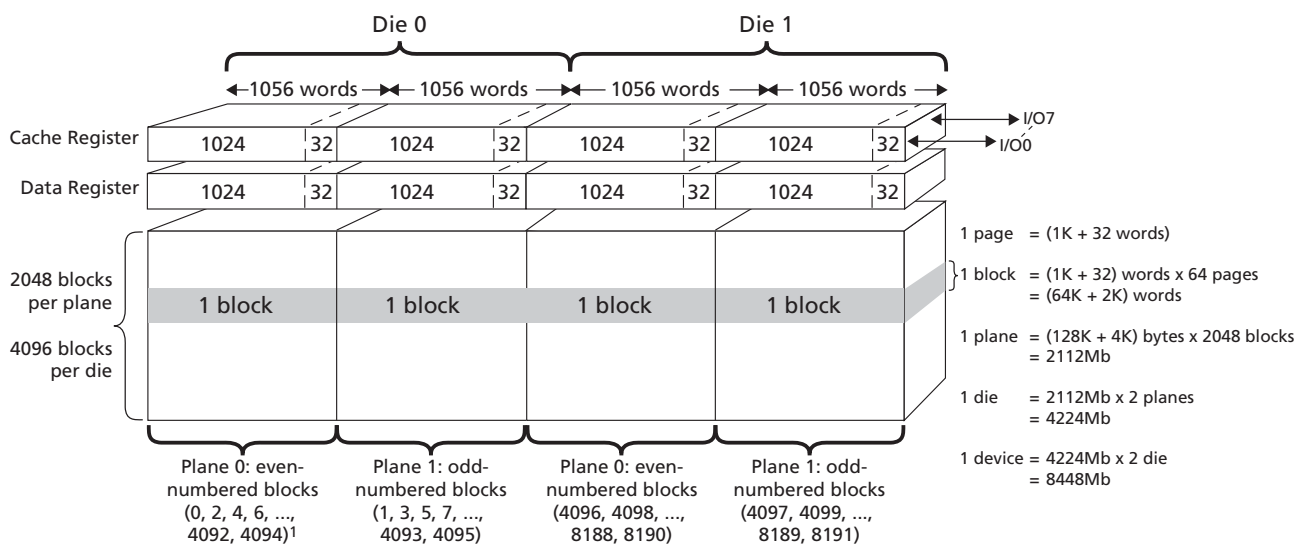 Die 0
Die 1
1056 words
1056 words
1056 words
1056 words
Cache Register
1024
32
1024
32
1024
32
1024
32
I/O7
I/O0
Data Register
1024
32
1024
32
1024
32
1024
32
2048 blocks
per plane
4096 blocks
per die
1 block
1 block
1 block
1 block
1 page = (1K + 32 words)
1 block = (1K + 32) words x 64 pages
= (64K + 2K) words
1 plane = (128K + 4K) bytes x 2048 blocks
= 2112Mb
1 die = 2112Mb x 2 planes
= 4224Mb
1 device = 4224Mb x 2 die
= 8448Mb
Plane 0: even-
numbered blocks
(0, 2, 4, 6, ...,
4092, 4094)1
Plane 1: odd-
numbered blocks
(1, 3, 5, 7, ...,
4093, 4095)
Plane 0: even-
numbered blocks
(4096, 4098, ...,
8188, 8190)
Plane 1: odd-
numbered blocks
(4097, 4099, ...,
8189, 8191)